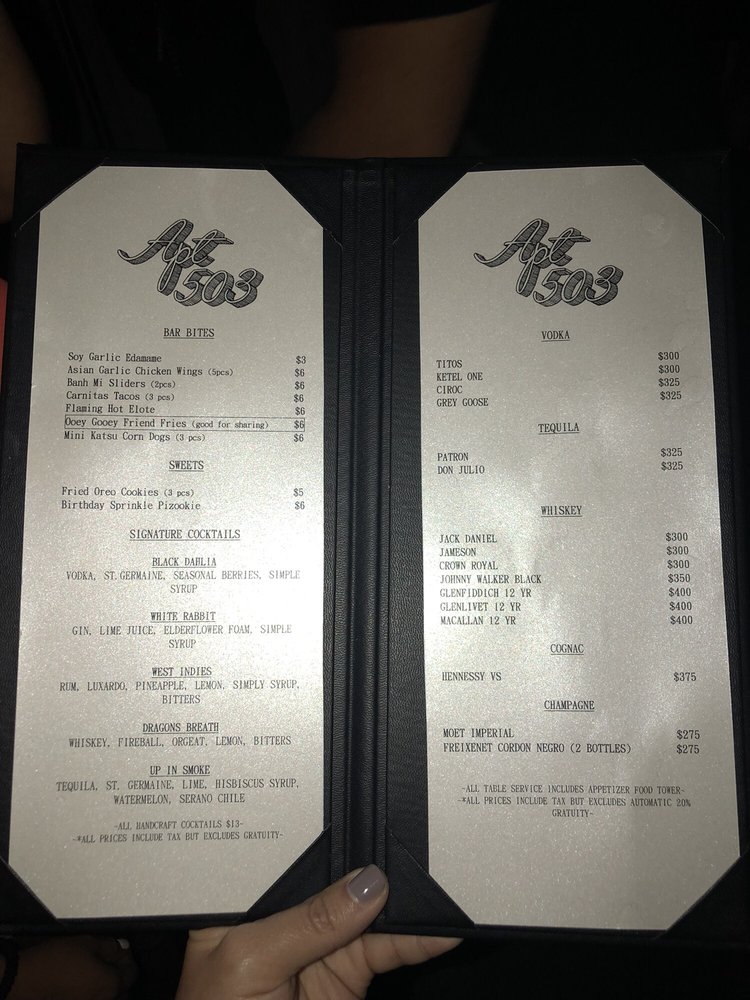 Apt
503
BAR BITES
Soy Garlic Edamame $3
Asian Garlic Chicken Wings (5pcs) $6
Banh Mi Sliders (2pcs) $6
Carnitas Tacos (3 pcs) $6
Flaming Hot Elote $6
Ooey Gooey Friend Fries (good for sharing) $6
Mini Katsu Corn Dogs (3 pcs) $6
SWEETS
Fried Oreo Cookies (3 pcs) $5
Birthday Sprinkle Pizookie $6
SIGNATURE COCKTAILS
BLACK DAHLIA
VODKA, ST.GERMAINE, SEASONAL BERRIES, SIMPLE
SYRUP
WHITE RABBIT
GIN, LIME JUICE, ELDERFLOWER FOAM, SIMPLE
SYRUP
WEST INDIES
RUM, LUXARDO, PINEAPPLE, LEMON, SIMPLY SYRUP,
BITTERS
DRAGONS BREATH
WHISKEY, FIREBALL, ORGEAT, LEMON, BITTERS
UP IN SMOKE
TEQUILA, ST. GERMAINE, LIME, HISBISCUS SYRUP,
WATERMELON, SERANO CHILE
-ALL HANDCRAFT COCKTAILS $13-
-*ALL PRICES INCLUDE TAX BUT EXCLUDES GRATUITY-
Apt
503
VODKA
TITOS $300
KETEL ONE $300
CIROC $325
GREY GOOSE $325
TEQUILA
PATRON $325
DON JULIO $325
WHISKEY
JACK DANIEL $300
JAMESON $300
CROWN ROYAL $300
JOHNNY WALKER BLACK $350
GLENFIDDICH 12 YR $400
GLENLIVET 12 YR $400
MACALLAN 12 YR $400
COGNAC
HENNESSY VS $375
CHAMPAGNE
MOET IMPERIAL $275
FREIXENET CORDON NEGRO (2 BOTTLES) $275
-ALL TABLE SERVICE INCLUDES APPETIZER FOOD TOWER-
-*ALL PRICES INCLUDE TAX BUT EXCLUDES AUTOMATIC 20%
GRATUITY-